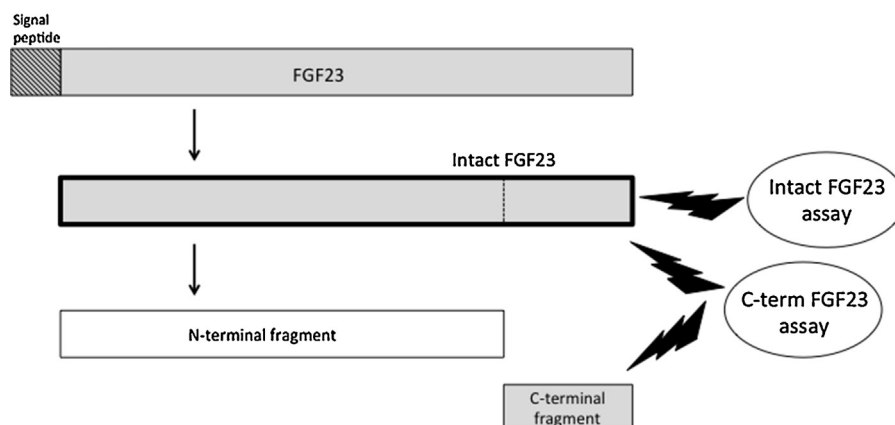 Signal
peptide
FGF23
Intact FGF23
Intact FGF23
assay
C-term FGF23
assay
N-terminal fragment
C-terminal
fragment